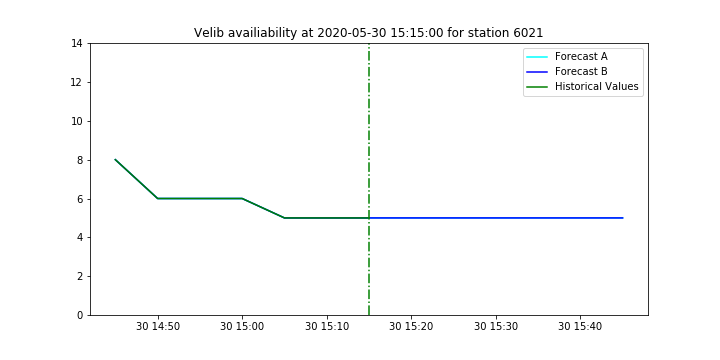 Velib availiability at 2020-05-30 15:15:00 for station 6021
14
12
10
8
6
4
2
0
Forecast A
Forecast B
Historical Values
30 14:50 30 15:00 30 15:10 30 15:20 30 15:30 30 15:40